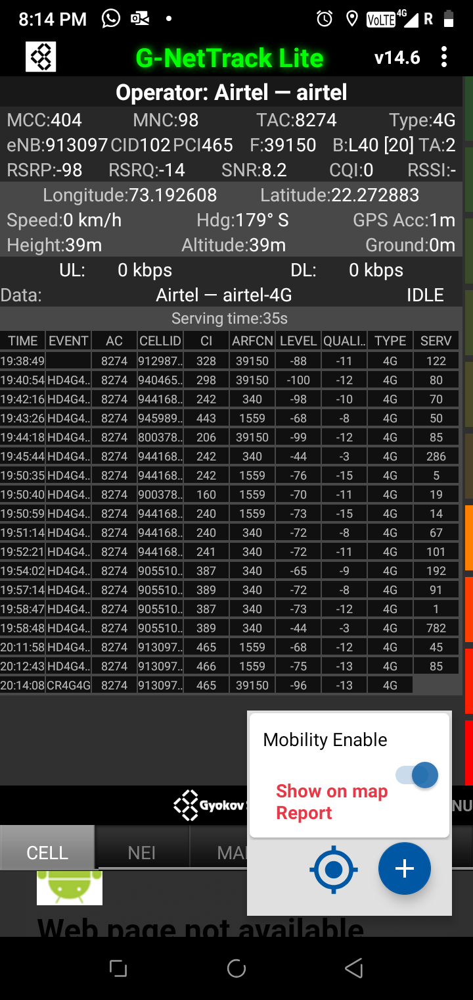 8:14 PM VoLTE 4G R
G-NetTrack Lite v14.6
Operator: Airtel — airtel
MCC:404 MNC:98 TAC:8274 Type:4G
eNB:913097 CID102 PCI465 F:39150 B:L40 [20] TA:2
RSRP:-98 RSRQ:-14 SNR:8.2 CQI:0 RSSI:-
Longitude:73.192608 Latitude:22.272883
Speed:0 km/h Hdg:179° S GPS Acc:1m
Height:39m Altitude:39m Ground:0m
UL: 0 kbps DL: 0 kbps
Data: Airtel — airtel-4G IDLE
Serving time:35s
TIME EVENT AC CELLID CI ARFCN LEVEL QUALI.. TYPE SERV
19:38:49 8274 912987.. 328 39150 -88 -11 4G 122
19:40:54 HD4G4.. 8274 940465.. 298 39150 -100 -12 4G 80
19:42:16 HD4G4.. 8274 944168.. 242 340 -98 -10 4G 70
19:43:26 HD4G4.. 8274 945989.. 443 1559 -68 -8 4G 50
19:44:18 HD4G4.. 8274 800378.. 206 39150 -99 -12 4G 85
19:45:44 HD4G4.. 8274 944168.. 242 340 -44 -3 4G 286
19:50:35 HD4G4.. 8274 944168.. 242 1559 -76 -15 4G 5
19:50:40 HD4G4.. 8274 900378.. 160 1559 -70 -11 4G 19
19:50:59 HD4G4.. 8274 944168.. 240 1559 -73 -15 4G 14
19:51:14 HD4G4.. 8274 944168.. 240 340 -72 -8 4G 67
19:52:21 HD4G4.. 8274 944168.. 241 340 -72 -11 4G 101
19:54:02 HD4G4.. 8274 905510.. 387 340 -65 -9 4G 192
19:57:14 HD4G4.. 8274 905510.. 389 340 -72 -8 4G 91
19:58:47 HD4G4.. 8274 905510.. 387 340 -73 -12 4G 1
19:58:48 HD4G4.. 8274 905510.. 389 340 -44 -3 4G 782
20:11:58 HD4G4.. 8274 913097.. 465 1559 -68 -12 4G 45
20:12:43 HD4G4.. 8274 913097.. 466 1559 -75 -13 4G 85
20:14:08 CR4G4G 8274 913097.. 465 39150 -96 -13 4G
Mobility Enable
Show on map
Report
Gyokov NU
CELL NEI MA
Web page not available